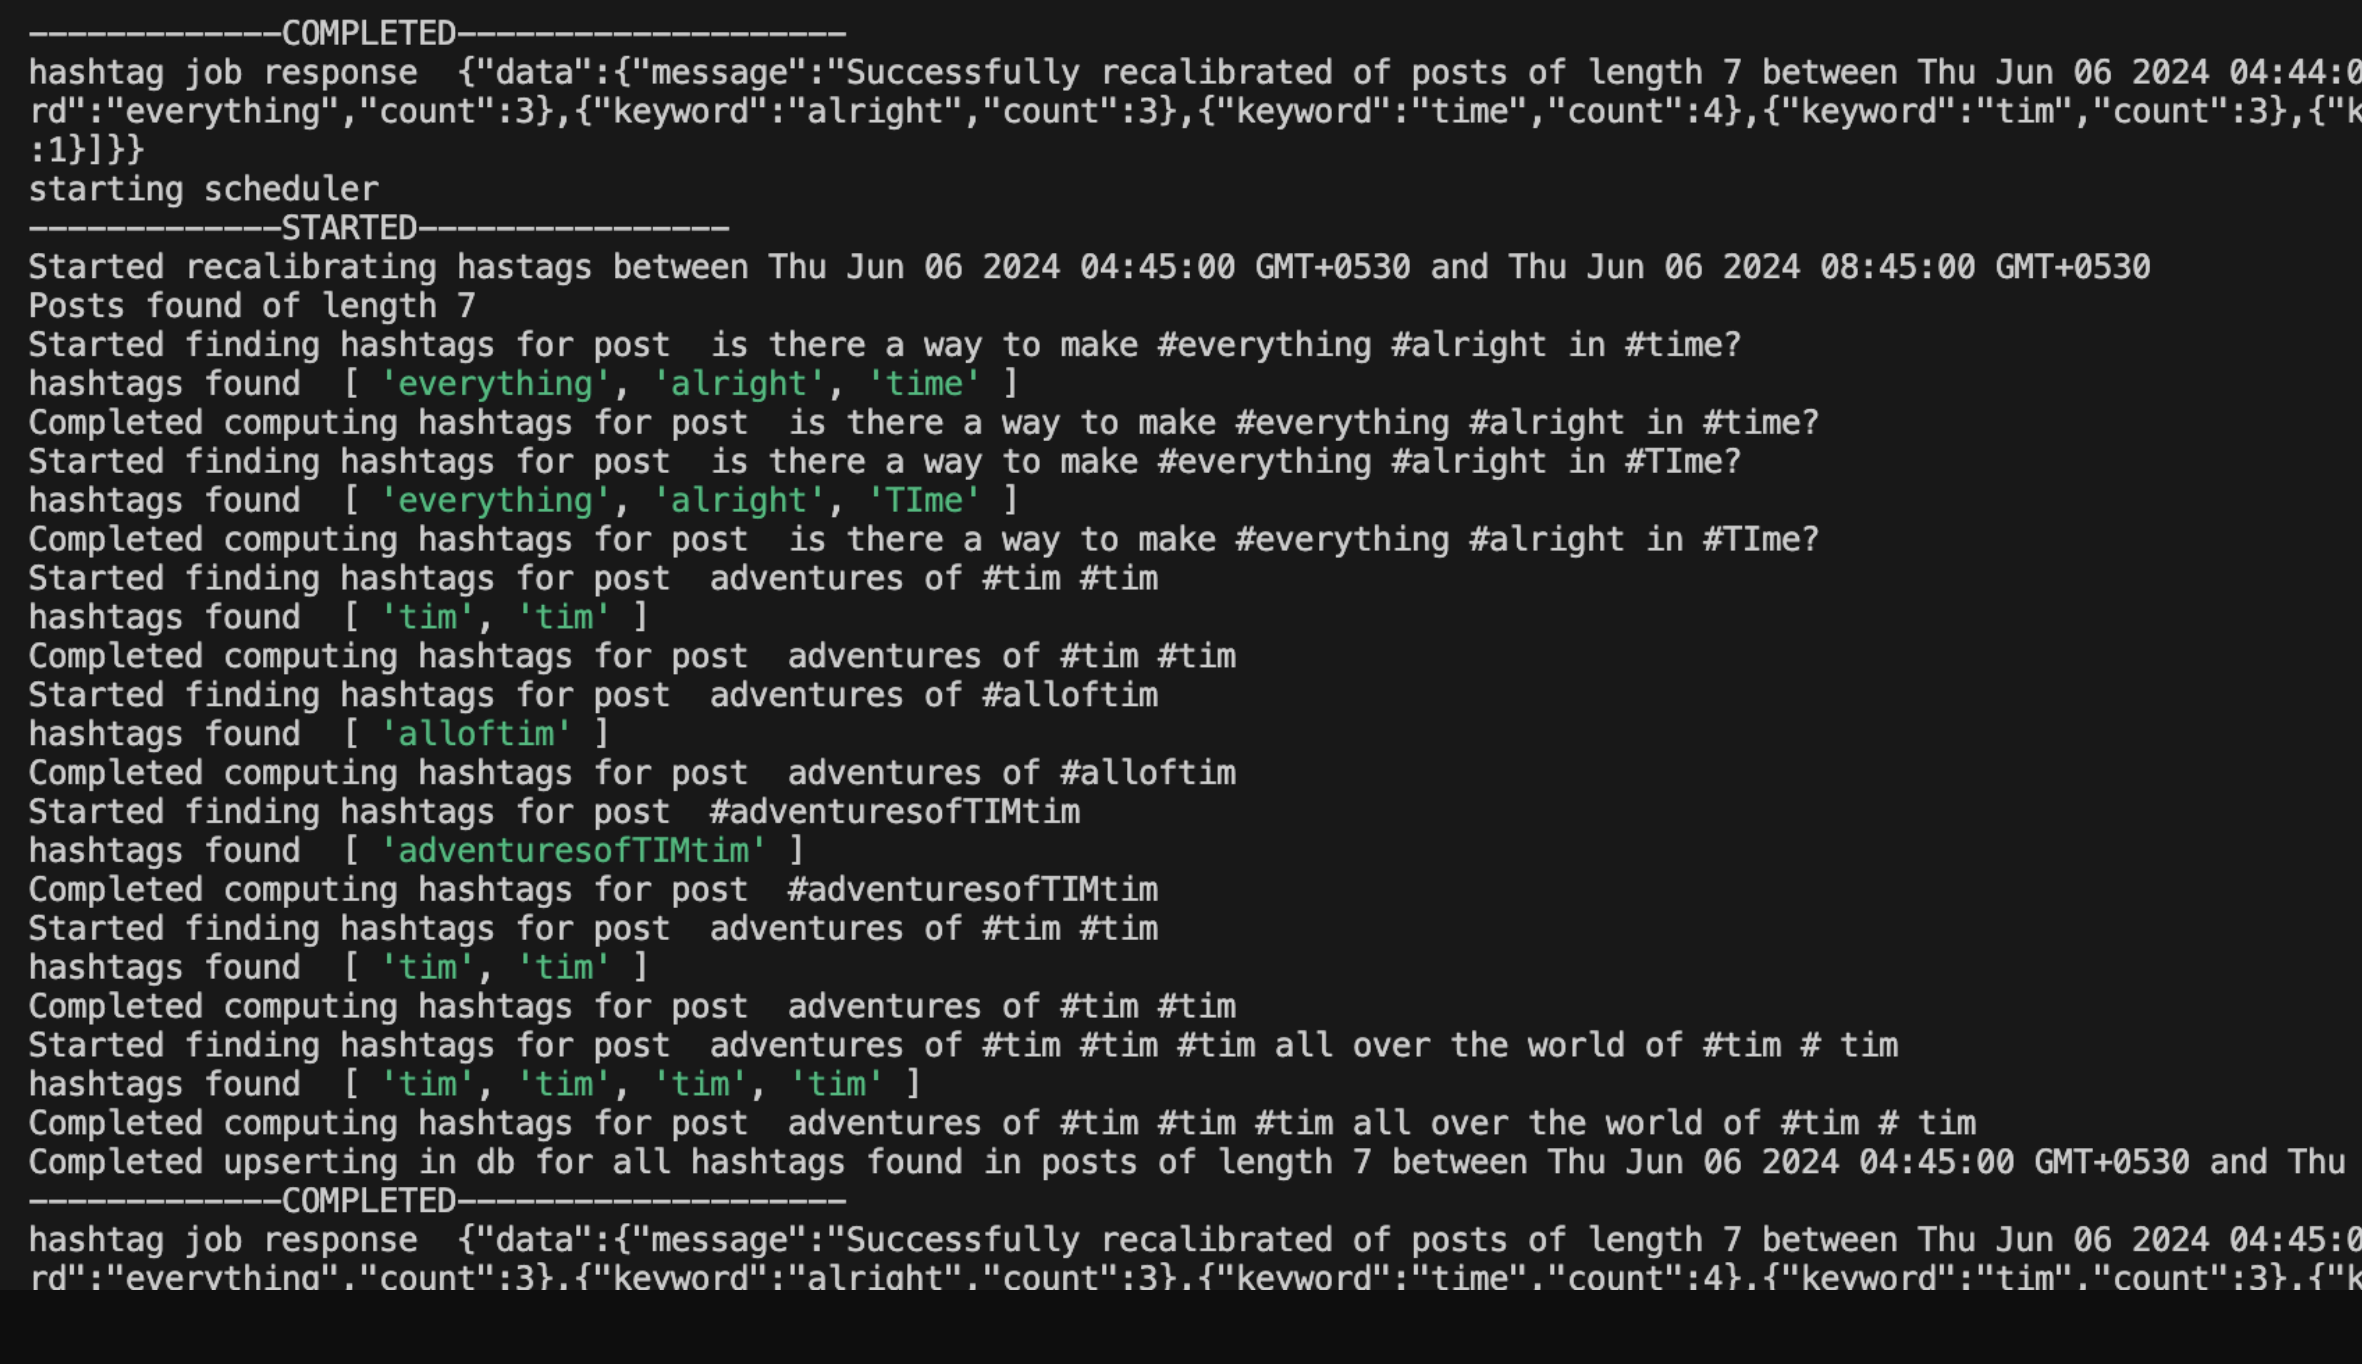 -------------COMPLETED--------------------
hashtag job response  {"data":{"message":"Successfully recalibrated of posts of length 7 between Thu Jun 06 2024 04:44:0
rd":"everything","count":3},{"keyword":"alright","count":3},{"keyword":"time","count":4},{"keyword":"tim","count":3},{"k
:1}]}}
starting scheduler
-------------STARTED----------------
Started recalibrating hastags between Thu Jun 06 2024 04:45:00 GMT+0530 and Thu Jun 06 2024 08:45:00 GMT+0530
Posts found of length 7
Started finding hashtags for post  is there a way to make #everything #alright in #time?
hashtags found  [ 'everything', 'alright', 'time' ]
Completed computing hashtags for post  is there a way to make #everything #alright in #time?
Started finding hashtags for post  is there a way to make #everything #alright in #TIme?
hashtags found  [ 'everything', 'alright', 'TIme' ]
Completed computing hashtags for post  is there a way to make #everything #alright in #TIme?
Started finding hashtags for post  adventures of #tim #tim
hashtags found  [ 'tim', 'tim' ]
Completed computing hashtags for post  adventures of #tim #tim
Started finding hashtags for post  adventures of #alloftim
hashtags found  [ 'alloftim' ]
Completed computing hashtags for post  adventures of #alloftim
Started finding hashtags for post  #adventuresofTIMtim
hashtags found  [ 'adventuresofTIMtim' ]
Completed computing hashtags for post  #adventuresofTIMtim
Started finding hashtags for post  adventures of #tim #tim
hashtags found  [ 'tim', 'tim' ]
Completed computing hashtags for post  adventures of #tim #tim
Started finding hashtags for post  adventures of #tim #tim #tim all over the world of #tim # tim
hashtags found  [ 'tim', 'tim', 'tim', 'tim' ]
Completed computing hashtags for post  adventures of #tim #tim #tim all over the world of #tim # tim
Completed upserting in db for all hashtags found in posts of length 7 between Thu Jun 06 2024 04:45:00 GMT+0530 and Thu
-------------COMPLETED--------------------
hashtag job response  {"data":{"message":"Successfully recalibrated of posts of length 7 between Thu Jun 06 2024 04:45:0
rd":"everything","count":3},{"keyword":"alright","count":3},{"keyword":"time","count":4},{"keyword":"tim","count":3},{"k